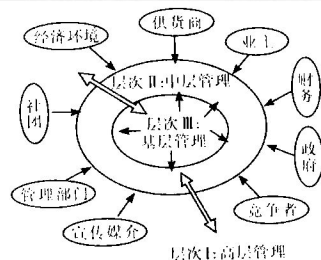 供货商
经济环境
业主
层次Ⅱ:中层管理
财务
社团
层次Ⅲ:
基层管理
政府
管理部门
竞争者
宣传媒介
层次Ⅰ:高层管理